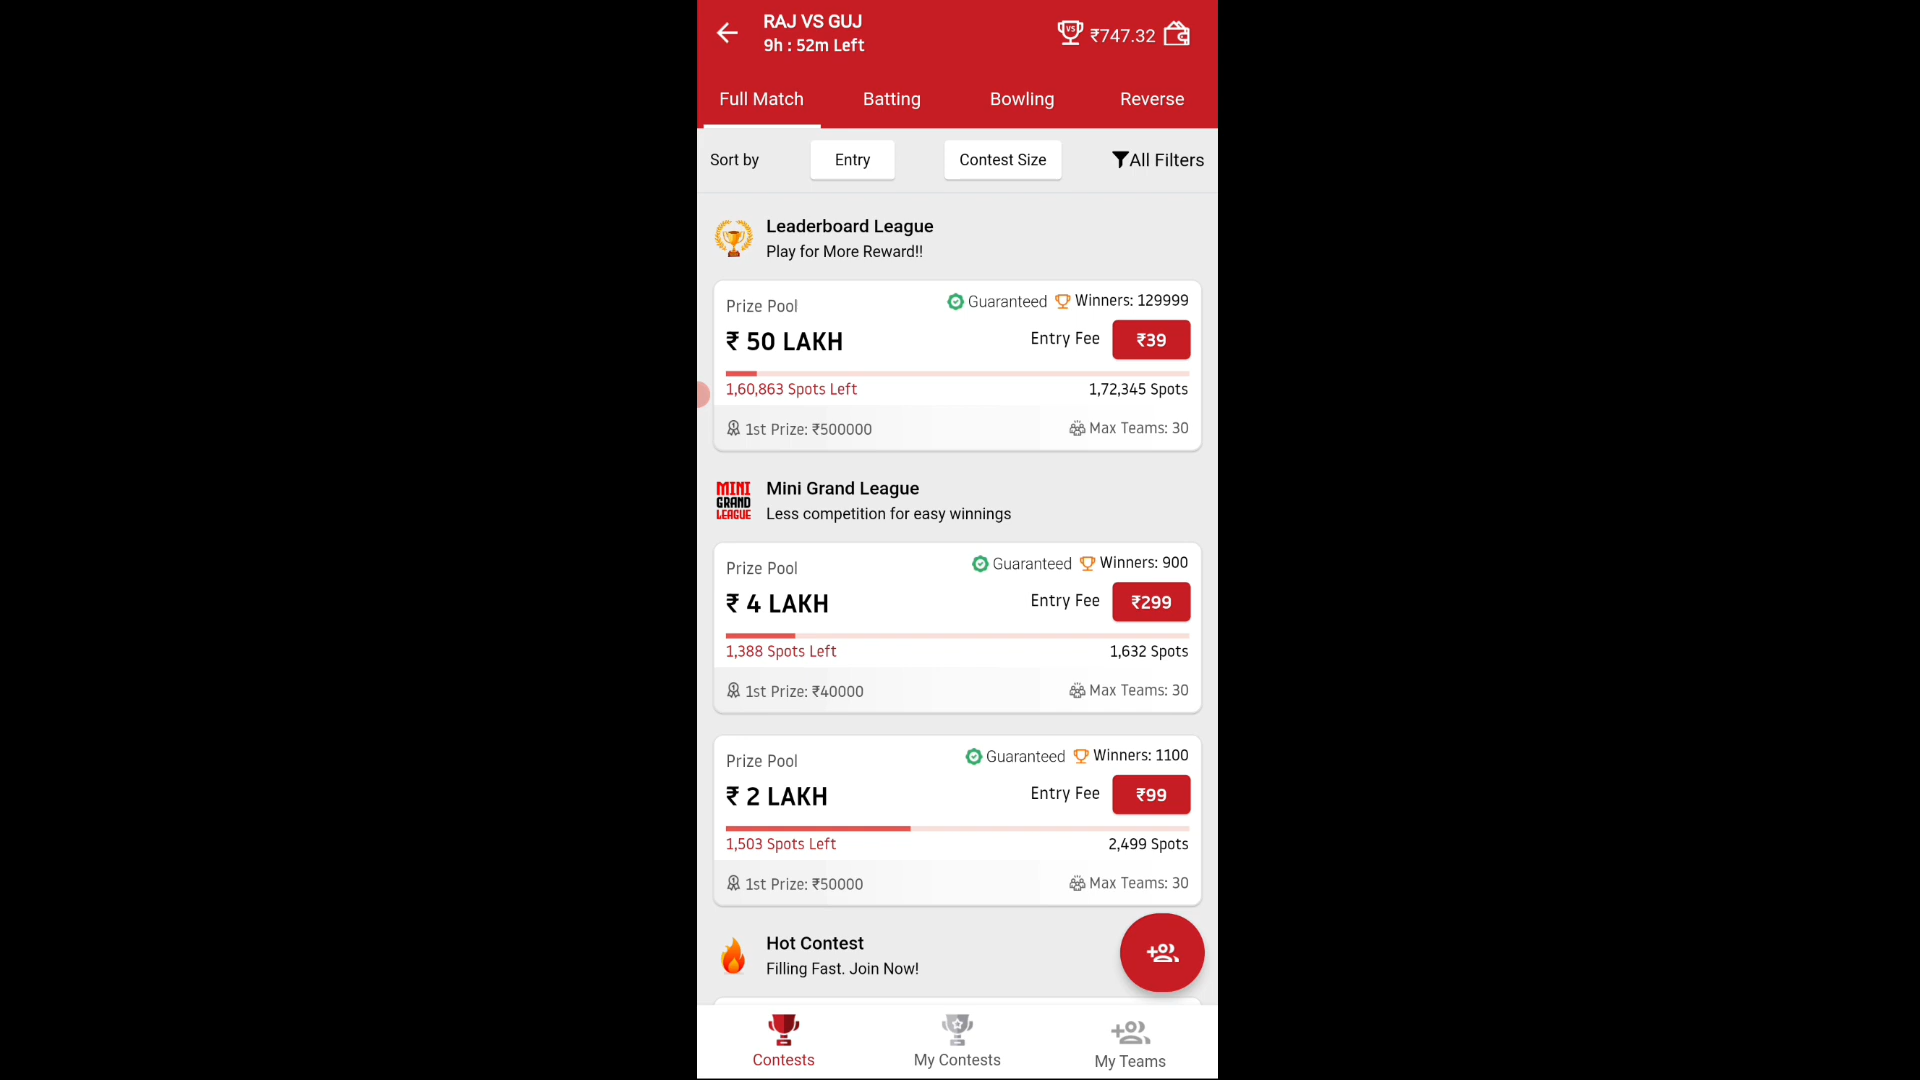 RAJ VS GUJ
9h : 52m Left
VS ₹747.32
Full Match Batting Bowling Reverse
Sort by Entry Contest Size All Filters
Leaderboard League
Play for More Reward!!
Prize Pool Guaranteed Winners: 129999
₹ 50 LAKH Entry Fee ₹39
1,60,863 Spots Left 1,72,345 Spots
1st Prize: ₹500000 Max Teams: 30
MINI
GRAND
LEAGUE
Mini Grand League
Less competition for easy winnings
Prize Pool Guaranteed Winners: 900
₹ 4 LAKH Entry Fee ₹299
1,388 Spots Left 1,632 Spots
1st Prize: ₹40000 Max Teams: 30
Prize Pool Guaranteed Winners: 1100
₹ 2 LAKH Entry Fee ₹99
1,503 Spots Left 2,499 Spots
1st Prize: ₹50000 Max Teams: 30
Hot Contest
Filling Fast. Join Now!
Contests My Contests My Teams